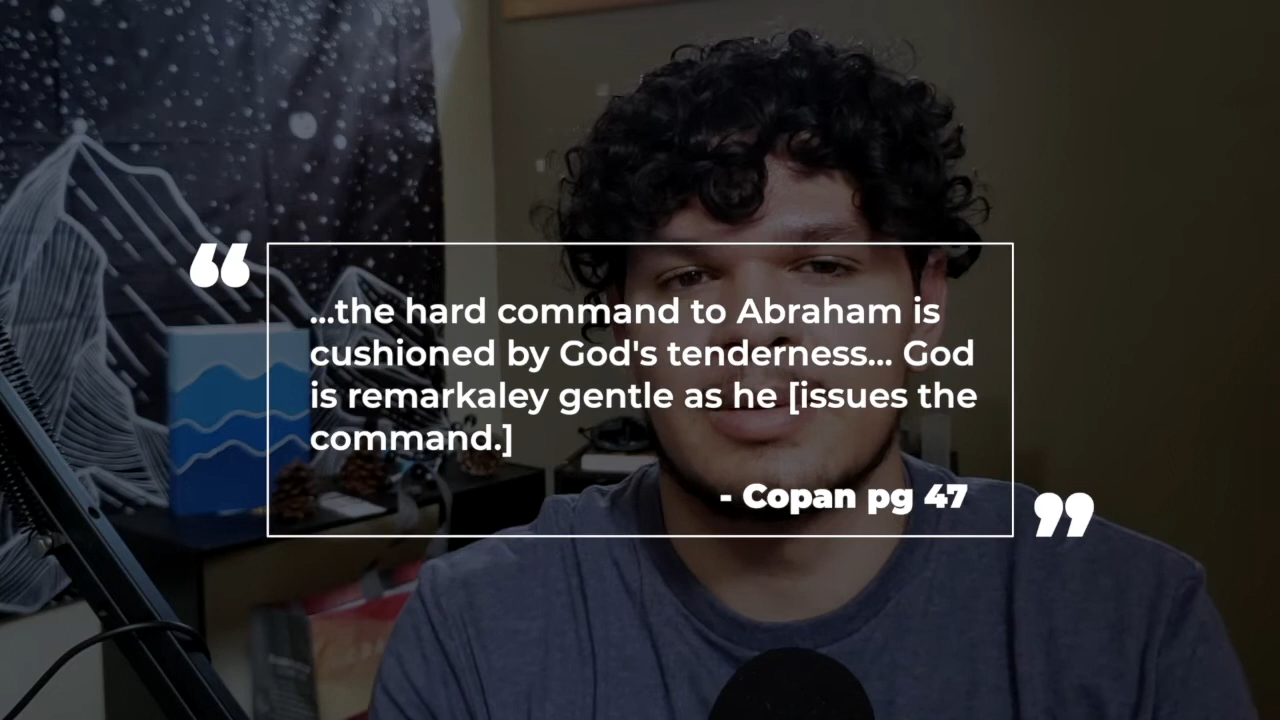 “
...the hard command to Abraham is
cushioned by God's tenderness... God
is remarkaley gentle as he [issues the
command.]
- Copan pg 47
”